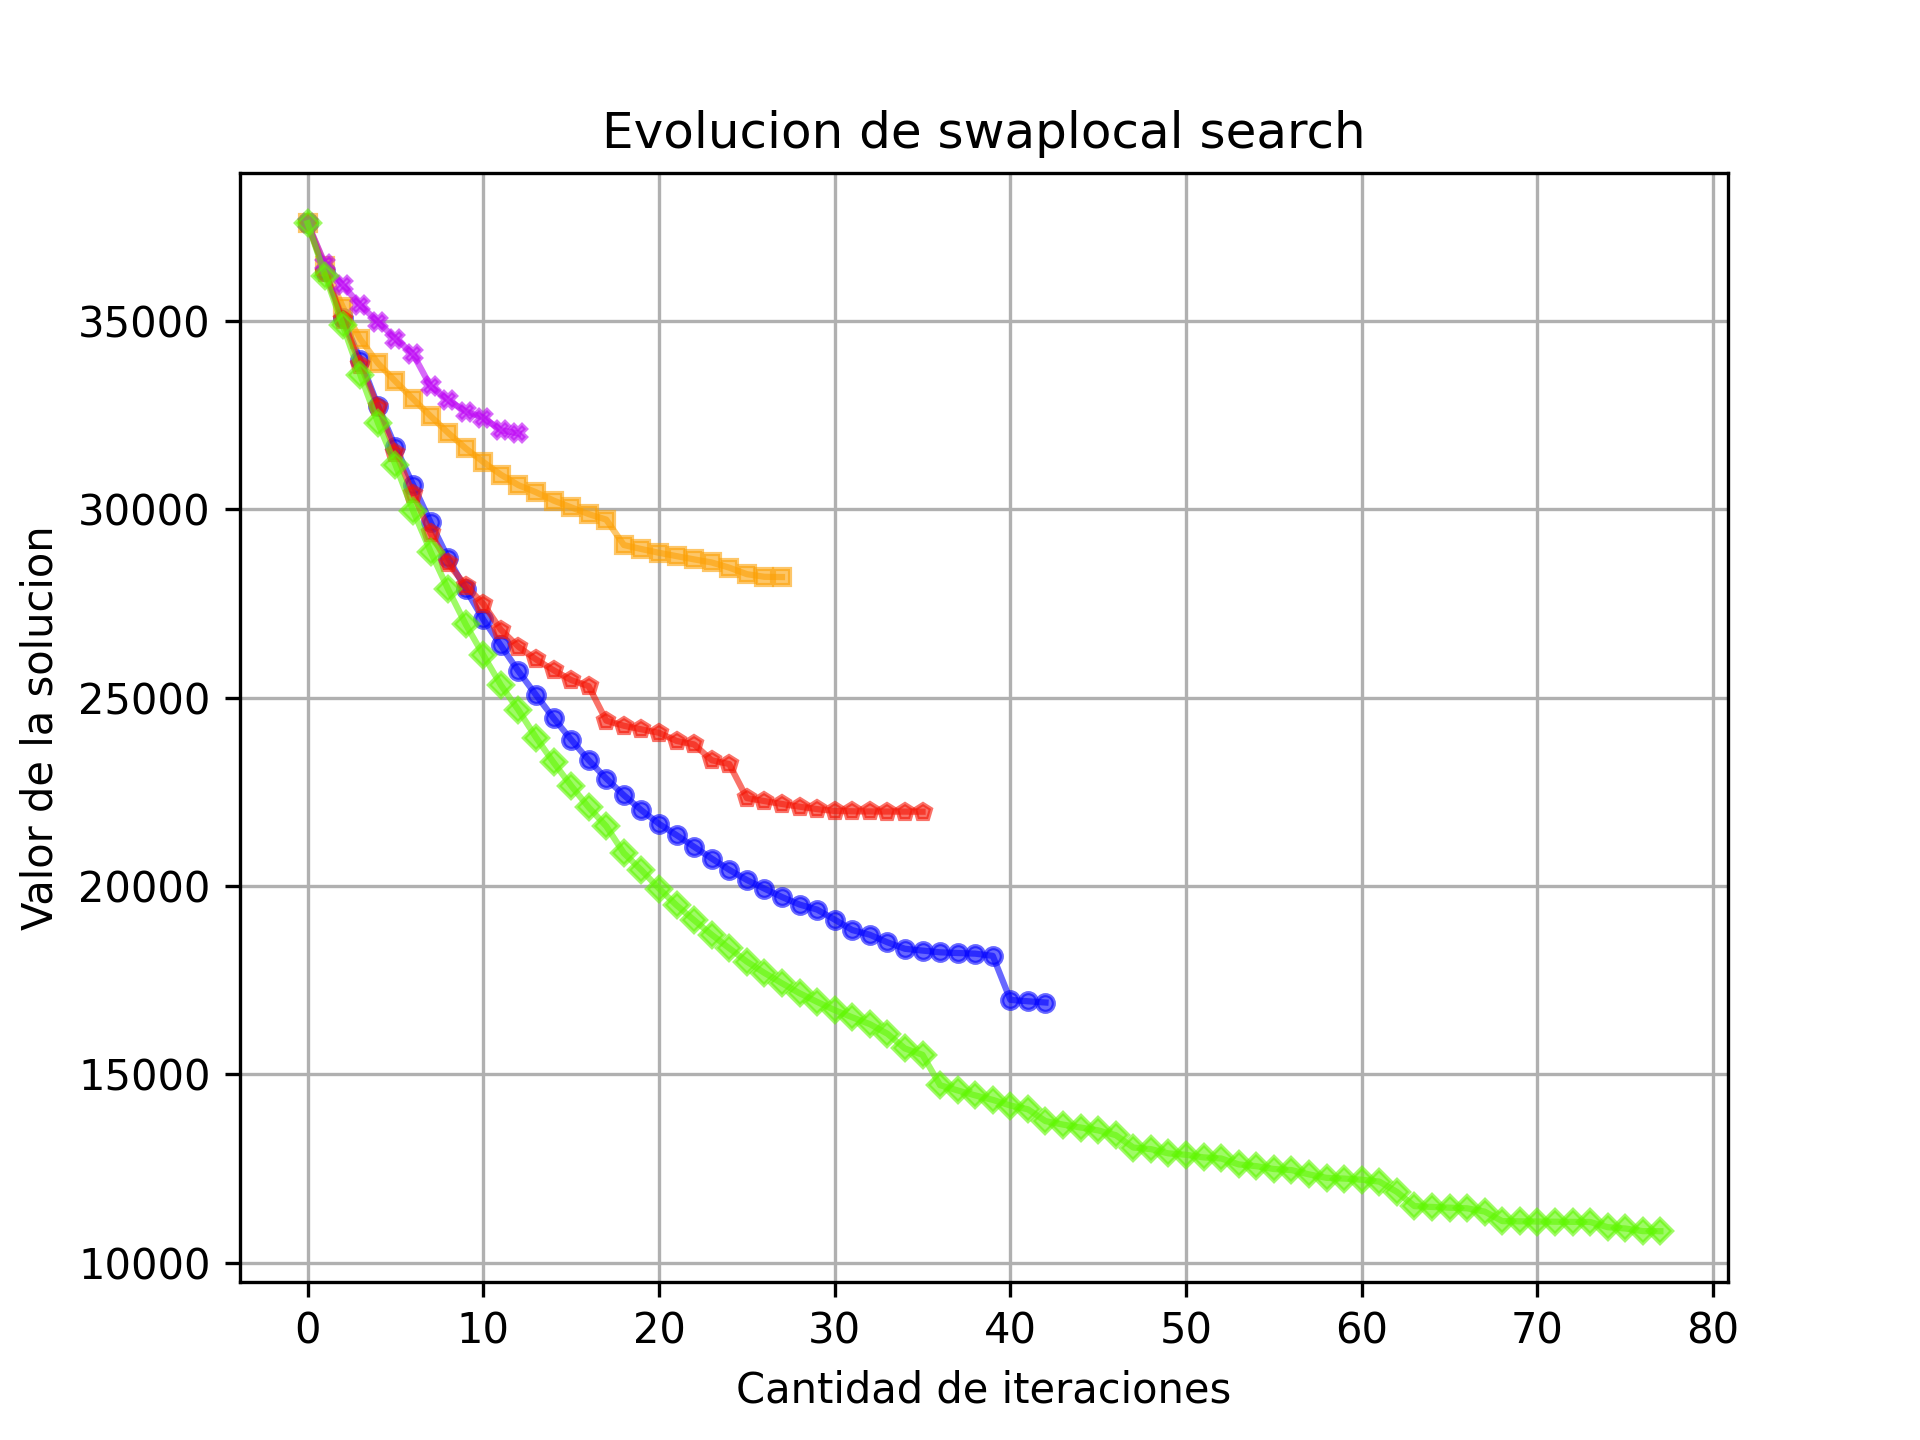 Evolucion de swaplocal search
Valor de la solucion
35000
30000
25000
20000
15000
10000
0 10 20 30 40 50 60 70 80
Cantidad de iteraciones